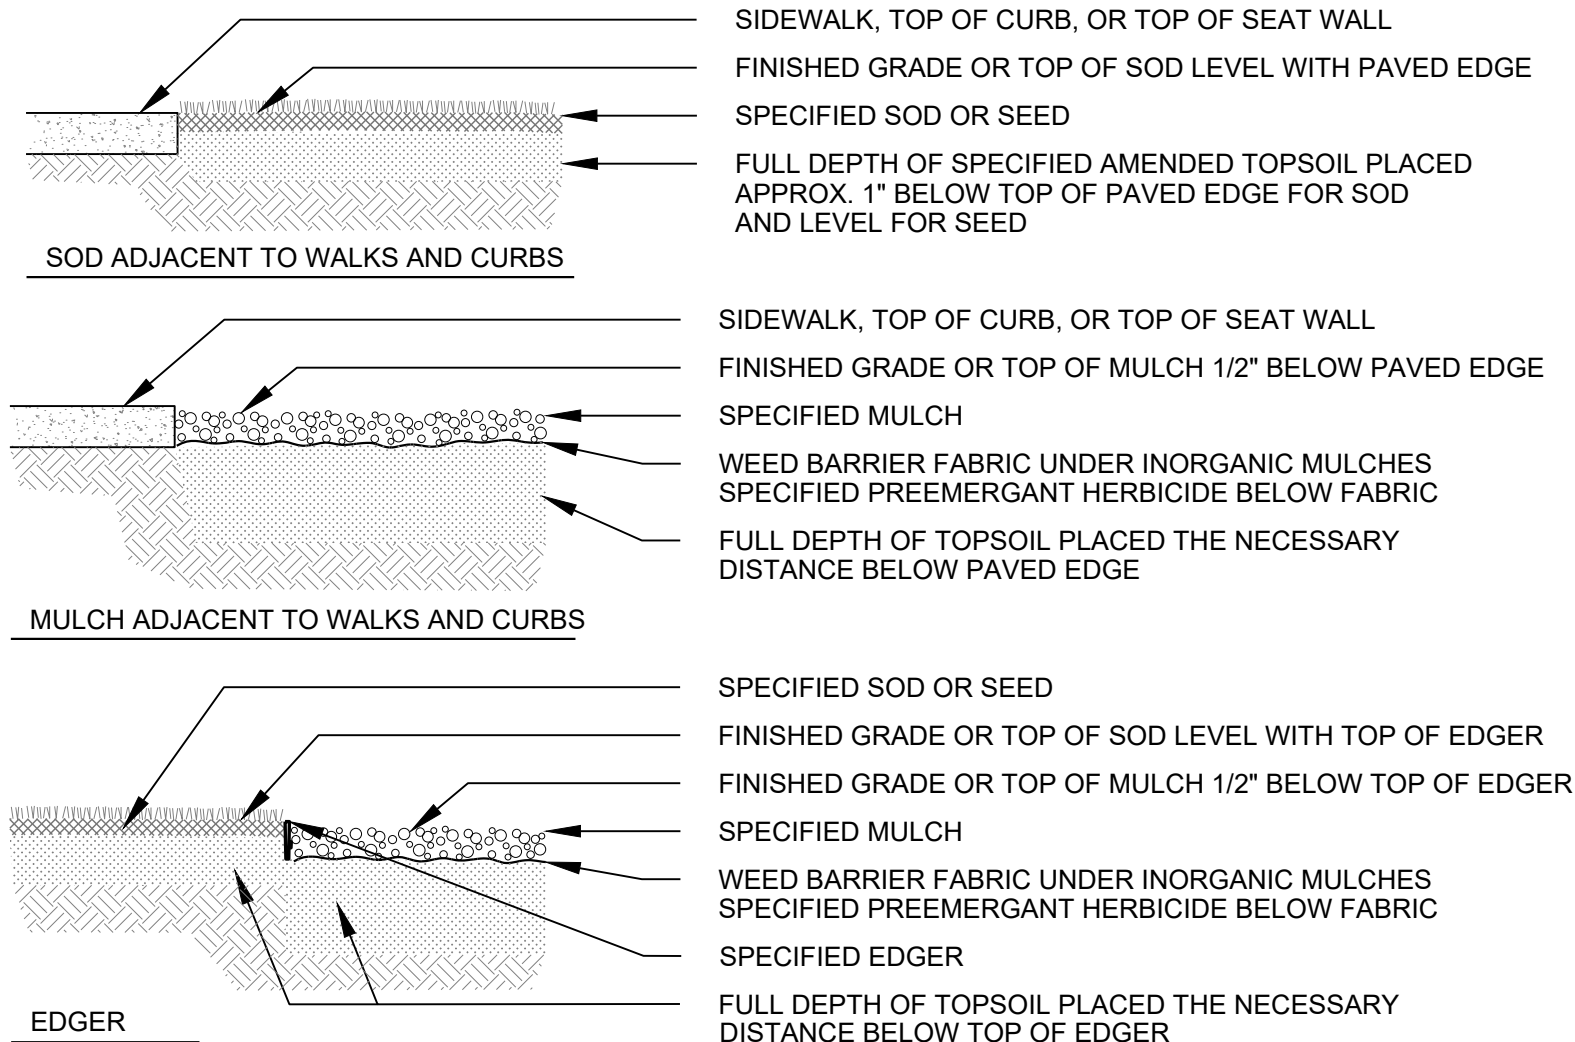 SIDEWALK, TOP OF CURB, OR TOP OF SEAT WALL
FINISHED GRADE OR TOP OF SOD LEVEL WITH PAVED EDGE
SPECIFIED SOD OR SEED
FULL DEPTH OF SPECIFIED AMENDED TOPSOIL PLACED
APPROX. 1" BELOW TOP OF PAVED EDGE FOR SOD
AND LEVEL FOR SEED
SOD ADJACENT TO WALKS AND CURBS
SIDEWALK, TOP OF CURB, OR TOP OF SEAT WALL
FINISHED GRADE OR TOP OF MULCH 1/2" BELOW PAVED EDGE
SPECIFIED MULCH
WEED BARRIER FABRIC UNDER INORGANIC MULCHES
SPECIFIED PREEMERGANT HERBICIDE BELOW FABRIC
FULL DEPTH OF TOPSOIL PLACED THE NECESSARY
DISTANCE BELOW PAVED EDGE
MULCH ADJACENT TO WALKS AND CURBS
SPECIFIED SOD OR SEED
FINISHED GRADE OR TOP OF SOD LEVEL WITH TOP OF EDGER
FINISHED GRADE OR TOP OF MULCH 1/2" BELOW TOP OF EDGER
SPECIFIED MULCH
WEED BARRIER FABRIC UNDER INORGANIC MULCHES
SPECIFIED PREEMERGANT HERBICIDE BELOW FABRIC
SPECIFIED EDGER
FULL DEPTH OF TOPSOIL PLACED THE NECESSARY
DISTANCE BELOW TOP OF EDGER
EDGER